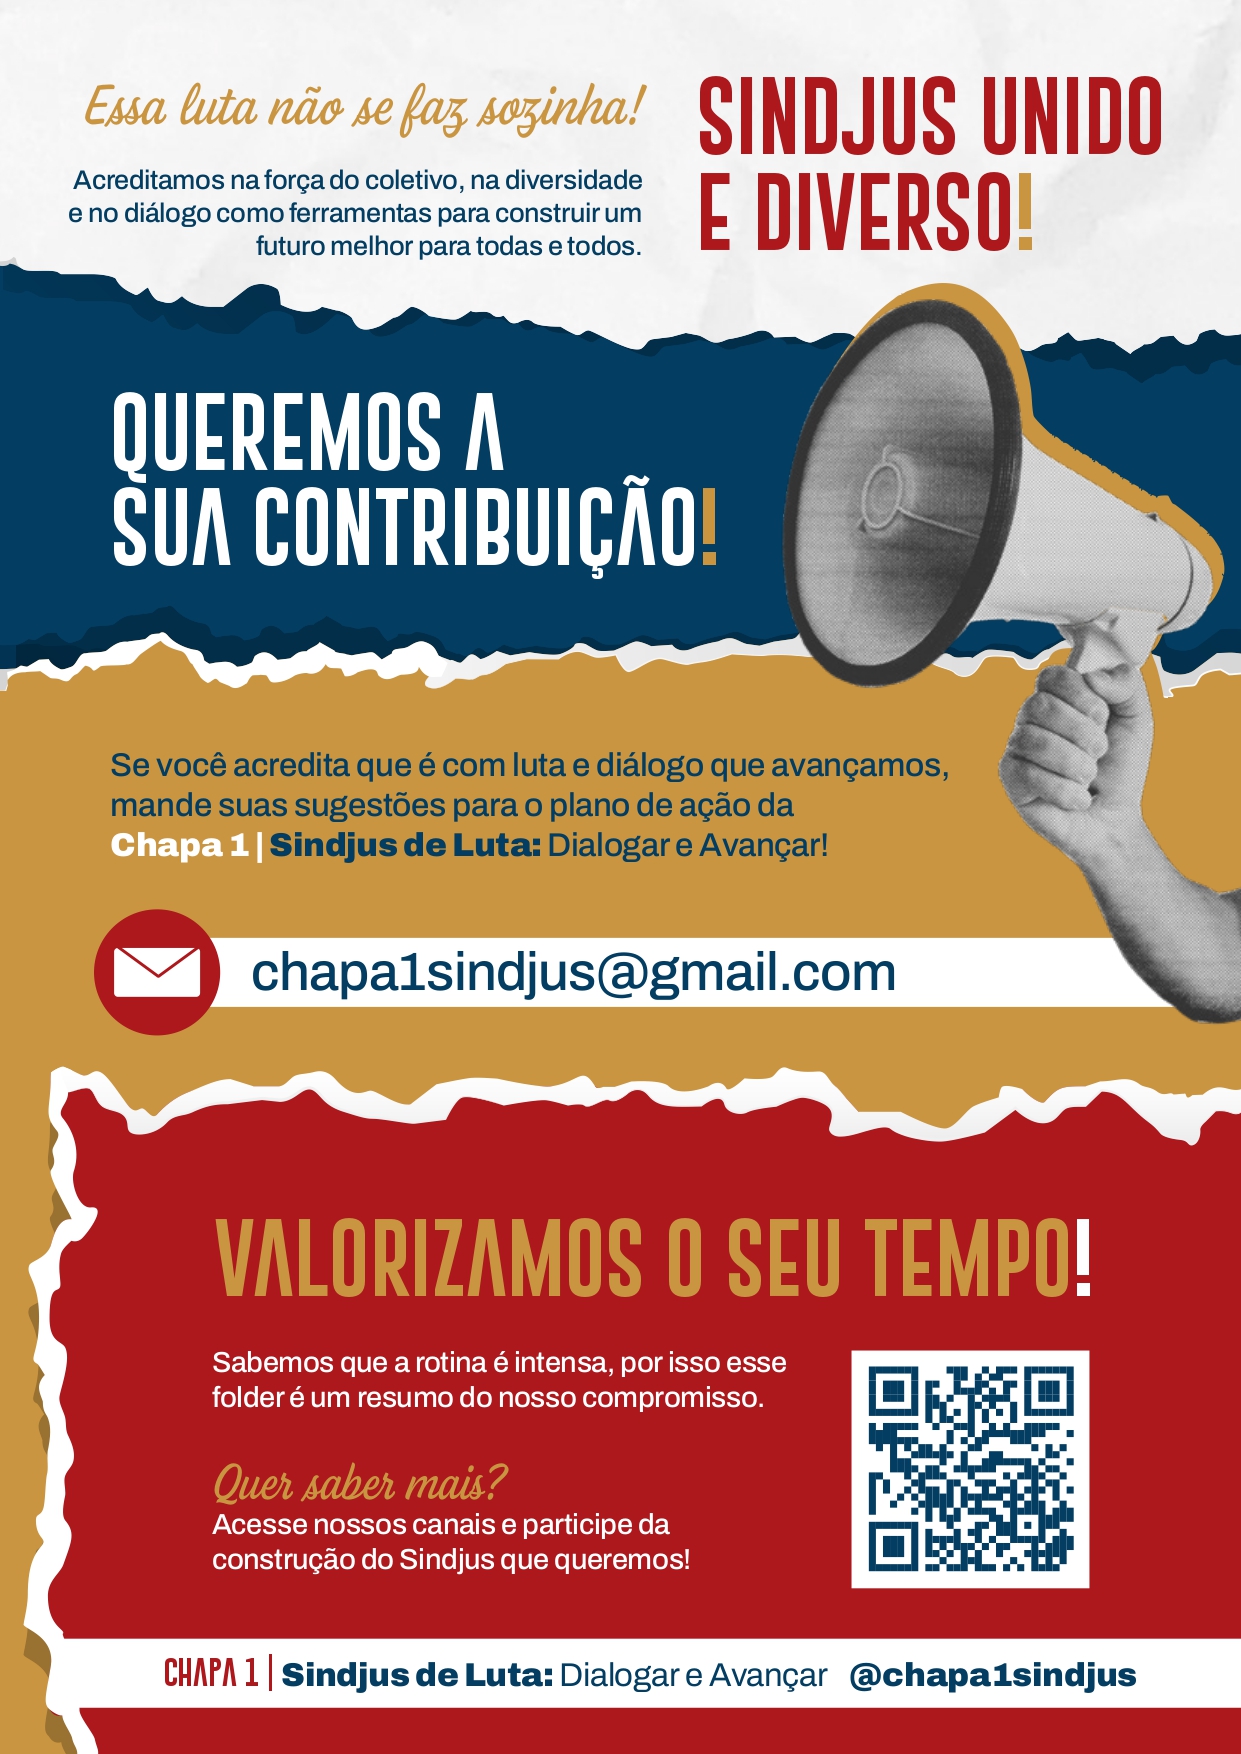 Essa luta não se faz sozinha!
Acreditamos na força do coletivo, na diversidade
e no diálogo como ferramentas para construir um
futuro melhor para todas e todos.
SINDJUS UNIDO
E DIVERSO!
QUEREMOS A
SUA CONTRIBUIÇÃO!
Se você acredita que é com luta e diálogo que avançamos,
mande suas sugestões para o plano de ação da
Chapa 1 | Sindjus de Luta: Dialogar e Avançar!
chapa1sindjus@gmail.com
VALORIZAMOS O SEU TEMPO!
Sabemos que a rotina é intensa, por isso esse
folder é um resumo do nosso compromisso.
Quer saber mais?
Acesse nossos canais e participe da
construção do Sindjus que queremos!
CHAPA 1 | Sindjus de Luta: Dialogar e Avançar @chapa1sindjus